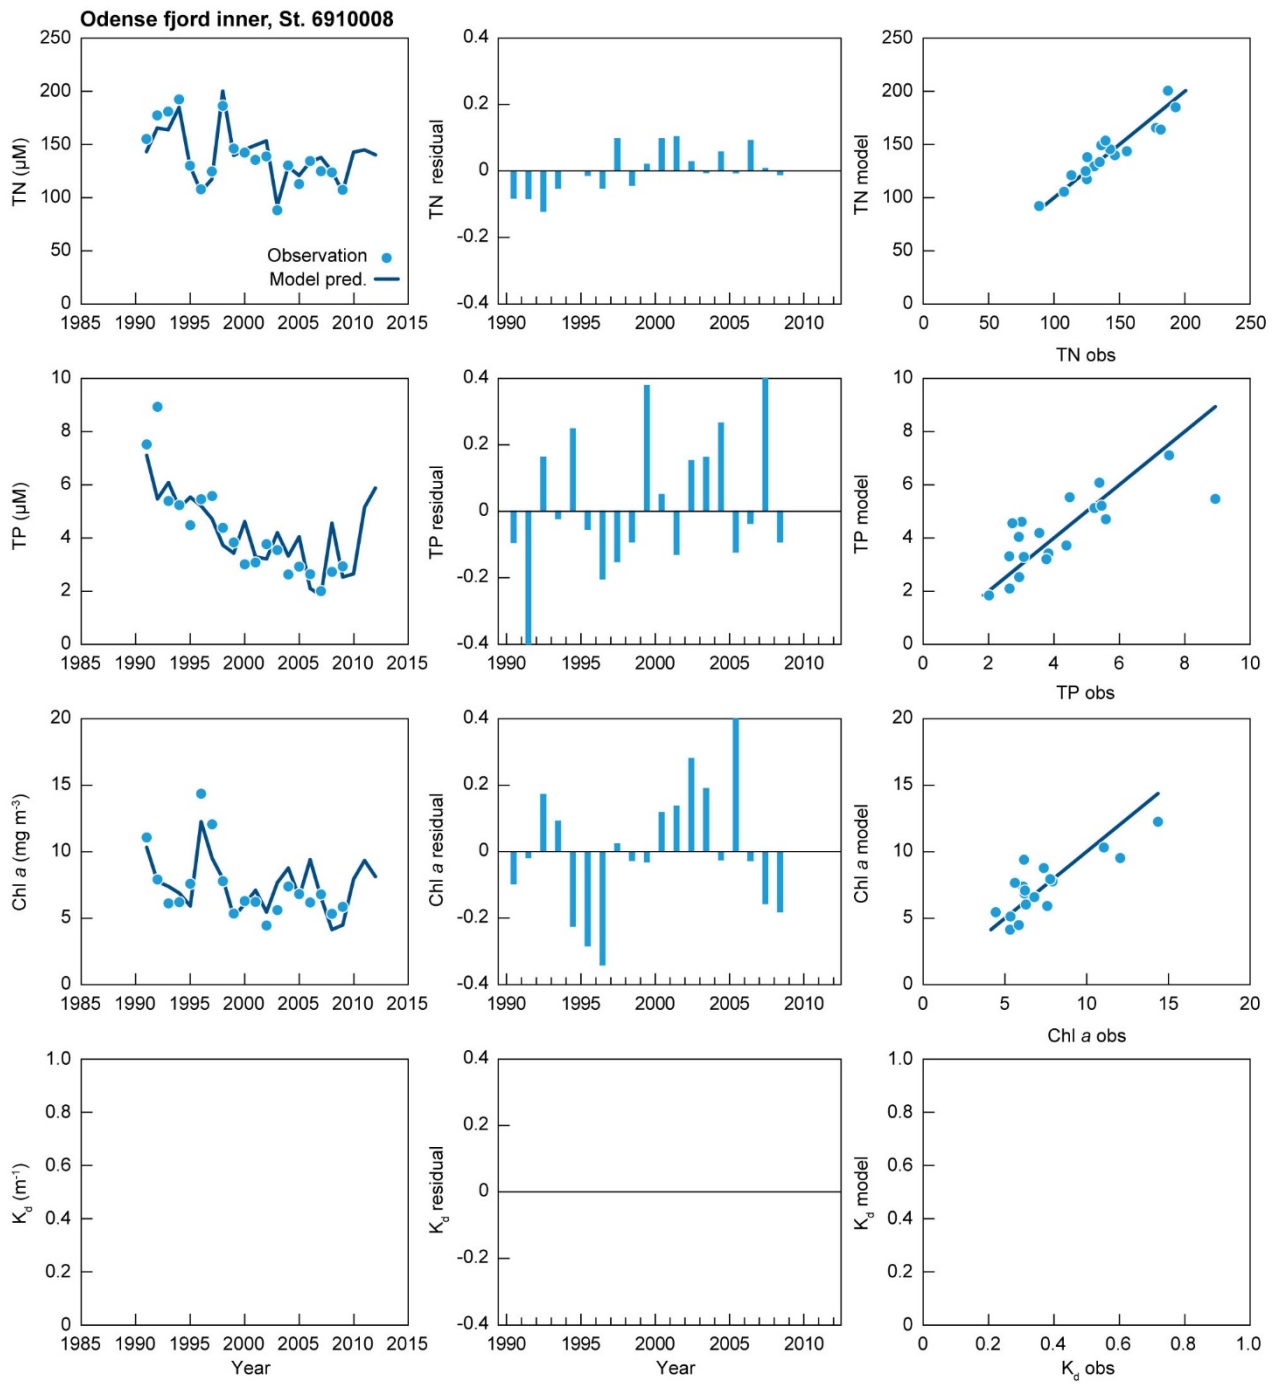 Odense fjord inner, St. 6910008
250
200
150
100
50
0
TN (µM)
Observation
Model pred.
1985 1990 1995 2000 2005 2010 2015
0.4
0.2
0
-0.2
-0.4
TN residual
1990 1995 2000 2005 2010
250
200
150
100
50
0
TN model
0 50 100 150 200 250
TN obs
10
8
6
4
2
0
TP (µM)
1985 1990 1995 2000 2005 2010 2015
0.4
0.2
0
-0.2
-0.4
TP residual
1990 1995 2000 2005 2010
10
8
6
4
2
0
TP model
0 2 4 6 8 10
TP obs
20
15
10
5
0
Chl a (mg m-3)
1985 1990 1995 2000 2005 2010 2015
0.4
0.2
0
-0.2
-0.4
Chl a residual
1990 1995 2000 2005 2010
20
15
10
5
0
Chl a model
0 5 10 15 20
Chl a obs
1.0
0.8
0.6
0.4
0.2
0
Kd (m-1)
1985 1990 1995 2000 2005 2010 2015
Year
0.4
0.2
0
-0.2
-0.4
Kd residual
1990 1995 2000 2005 2010
Year
1.0
0.8
0.6
0.4
0.2
0
Kd model
0 0.2 0.4 0.6 0.8 1.0
Kd obs